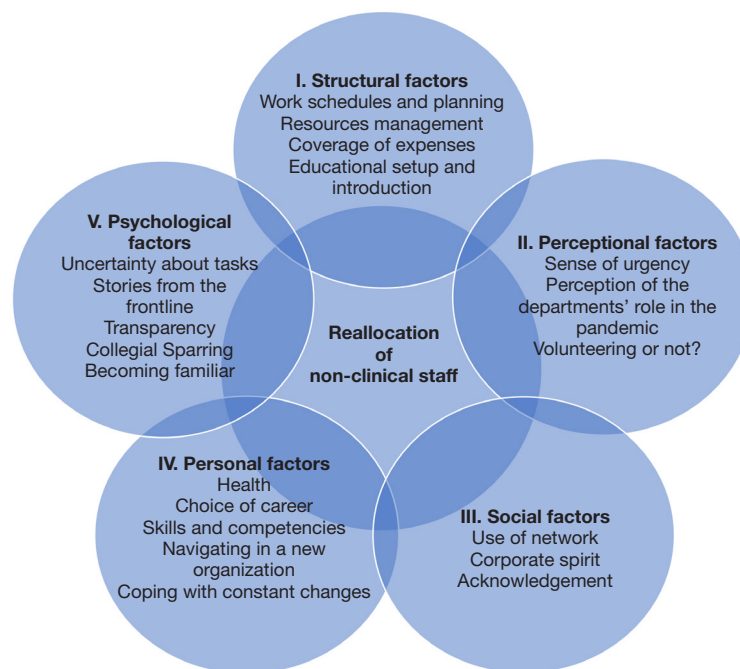 I. Structural factors
Work schedules and planning
Resources management
Coverage of expenses
Educational setup and
introduction
II. Perceptional factors
Sense of urgency
Perception of the
departments’ role in the
pandemic
Volunteering or not?
III. Social factors
Use of network
Corporate spirit
Acknowledgement
IV. Personal factors
Health
Choice of career
Skills and competencies
Navigating in a new
organization
Coping with constant changes
V. Psychological
factors
Uncertainty about tasks
Stories from the
frontline
Transparency
Collegial Sparring
Becoming familiar
Reallocation
of
non-clinical staff